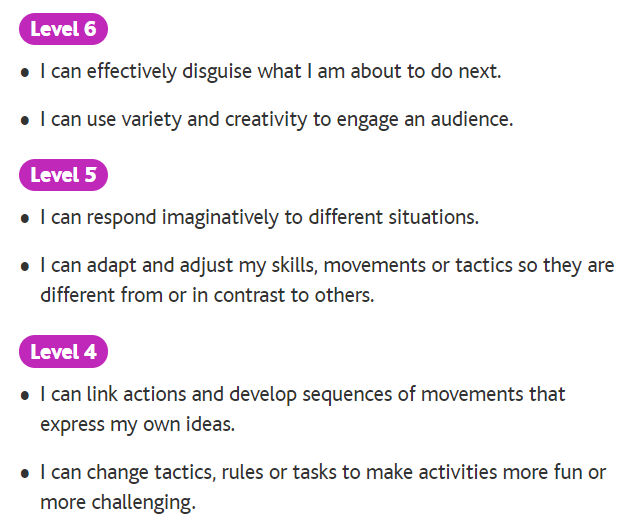 Level 6
• I can effectively disguise what I am about to do next.
• I can use variety and creativity to engage an audience.
Level 5
• I can respond imaginatively to different situations.
• I can adapt and adjust my skills, movements or tactics so they are
different from or in contrast to others.
Level 4
• I can link actions and develop sequences of movements that
express my own ideas.
• I can change tactics, rules or tasks to make activities more fun or
more challenging.